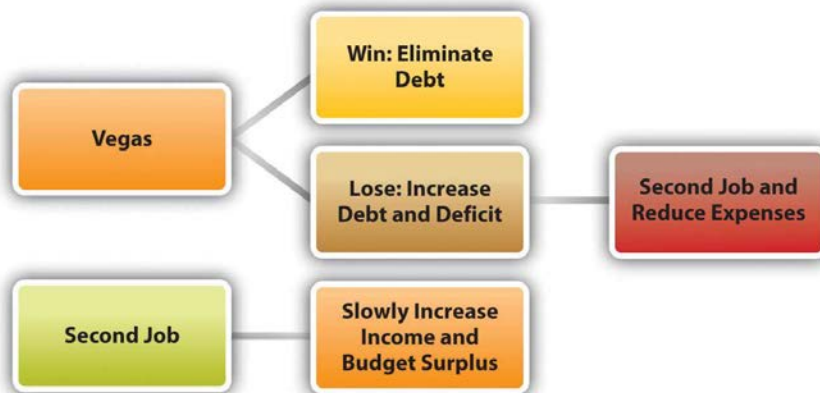 Win: Eliminate
Debt
Vegas
Lose: Increase
Debt and Deficit
Second Job and
Reduce Expenses
Second Job
Slowly Increase
Income and
Budget Surplus